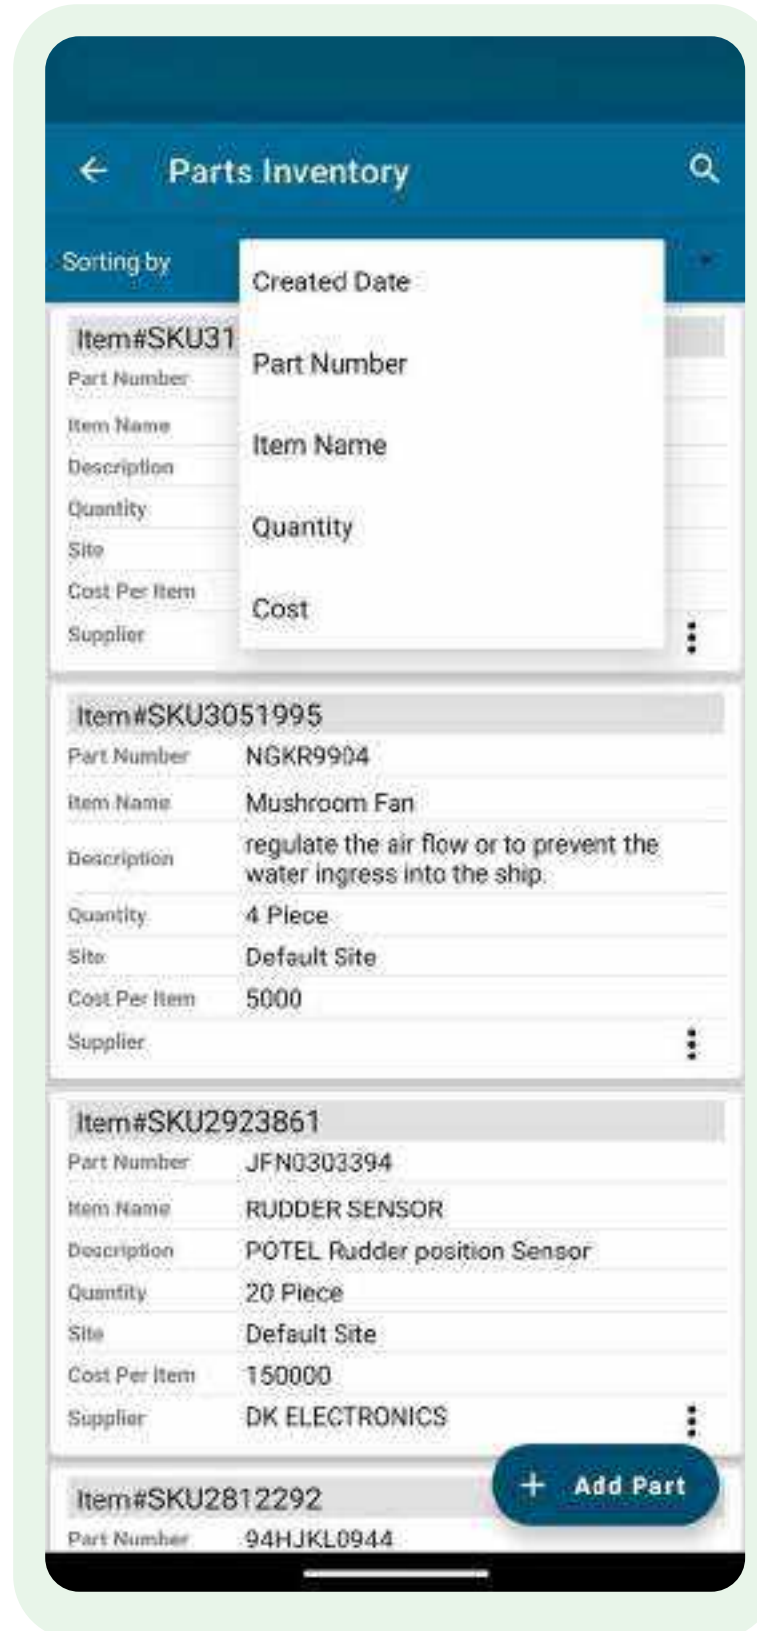 Parts Inventory
Sorting by
Created Date
Part Number
Item Name
Quantity
Cost
Item#SKU31
Part Number
Item Name
Description
Quantity
Site
Cost Per Item
Supplier
Item#SKU3051995
Part Number NGKR9904
Item Name Mushroom Fan
Description regulate the air flow or to prevent the
water ingress into the ship.
Quantity 4 Piece
Site Default Site
Cost Per Item 5000
Supplier
Item#SKU2923861
Part Number JFN0303394
Item Name RUDDER SENSOR
Description POTEL Rudder position Sensor
Quantity 20 Piece
Site Default Site
Cost Per Item 150000
Supplier DK ELECTRONICS
+ Add Part
Item#SKU2812292
Part Number 94HJKL0944